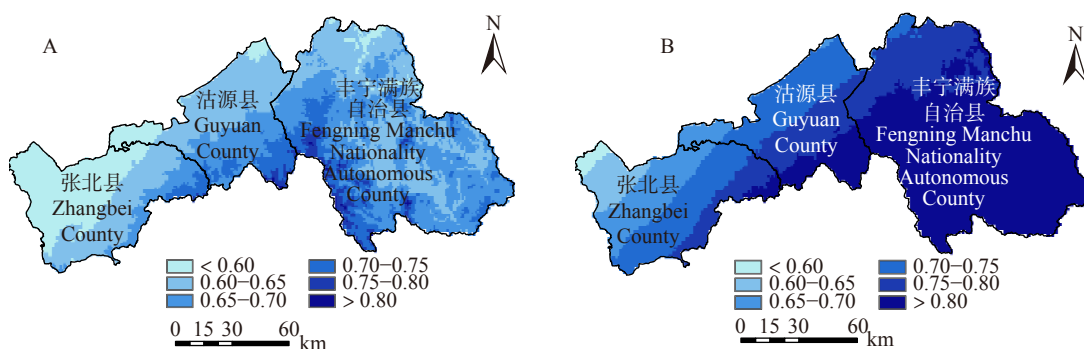 A
N
沽源县
Guyuan
County
丰宁满族
自治县
Fengning Manchu
Nationality
Autonomous
County
张北县
Zhangbei
County
< 0.60
0.60−0.65
0.65−0.70
0.70−0.75
0.75−0.80
> 0.80
0 15 30 60
km
B
N
沽源县
Guyuan
County
丰宁满族
自治县
Fengning Manchu
Nationality
Autonomous
County
张北县
Zhangbei
County
< 0.60
0.60−0.65
0.65−0.70
0.70−0.75
0.75−0.80
> 0.80
0 15 30 60
km